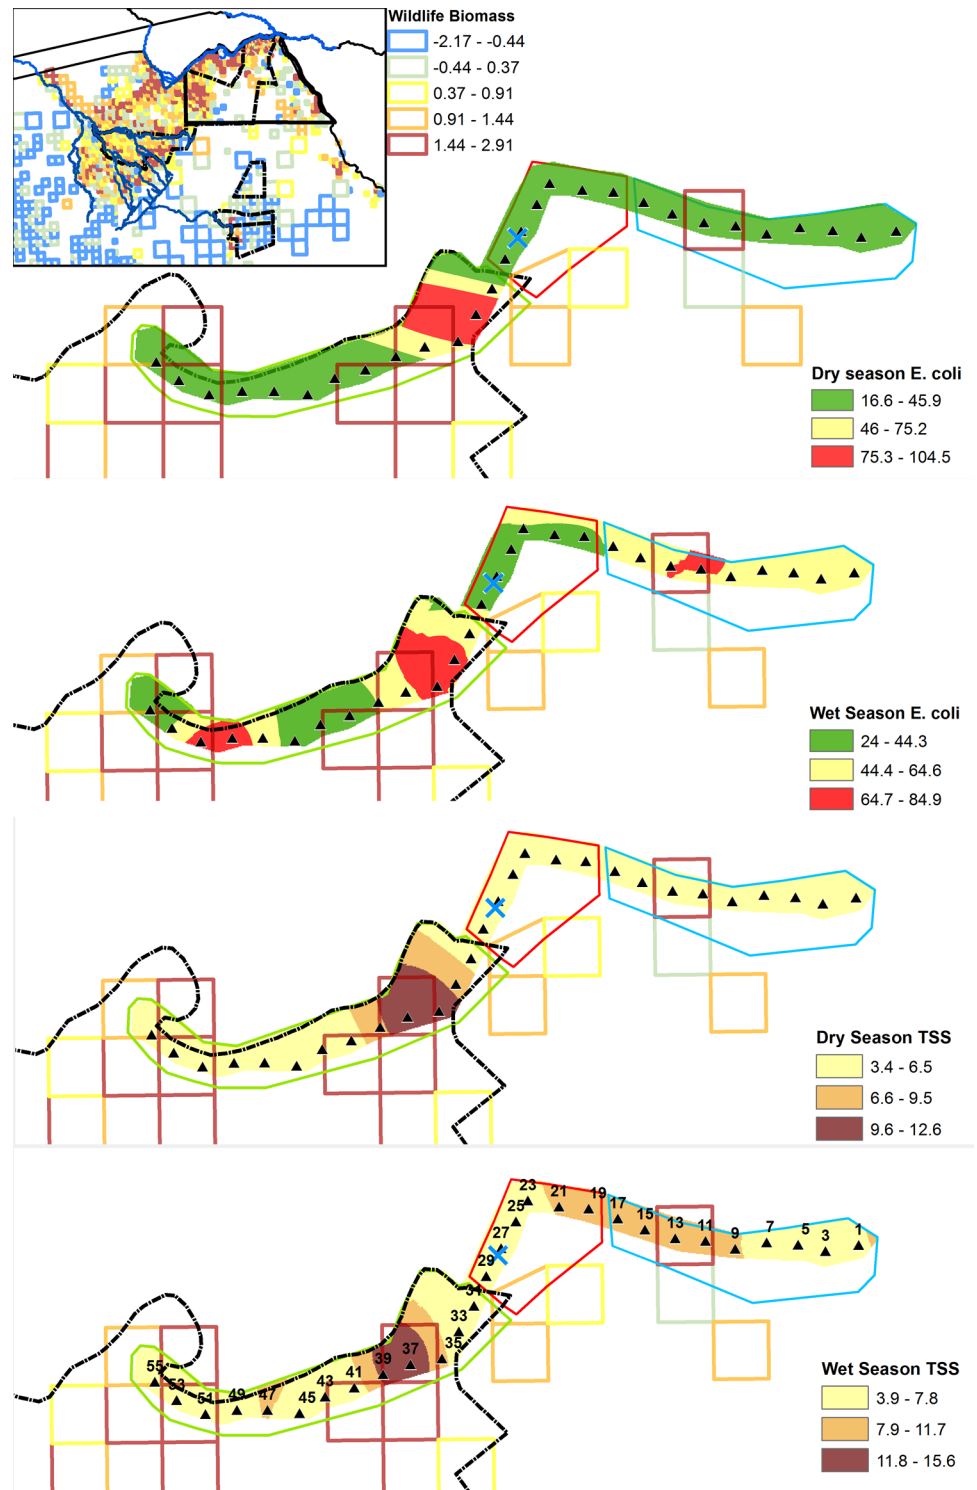 Wildlife Biomass
-2.17 - -0.44
-0.44 - 0.37
0.37 - 0.91
0.91 - 1.44
1.44 - 2.91
Dry season E. coli
16.6 - 45.9
46 - 75.2
75.3 - 104.5
Wet Season E. coli
24 - 44.3
44.4 - 64.6
64.7 - 84.9
Dry Season TSS
3.4 - 6.5
6.6 - 9.5
9.6 - 12.6
23
21
19
17
15
13
11
9
7
5
3
1
25
27
29
31
33
35
37
39
41
43
45
47
49
51
53
55
Wet Season TSS
3.9 - 7.8
7.9 - 11.7
11.8 - 15.6